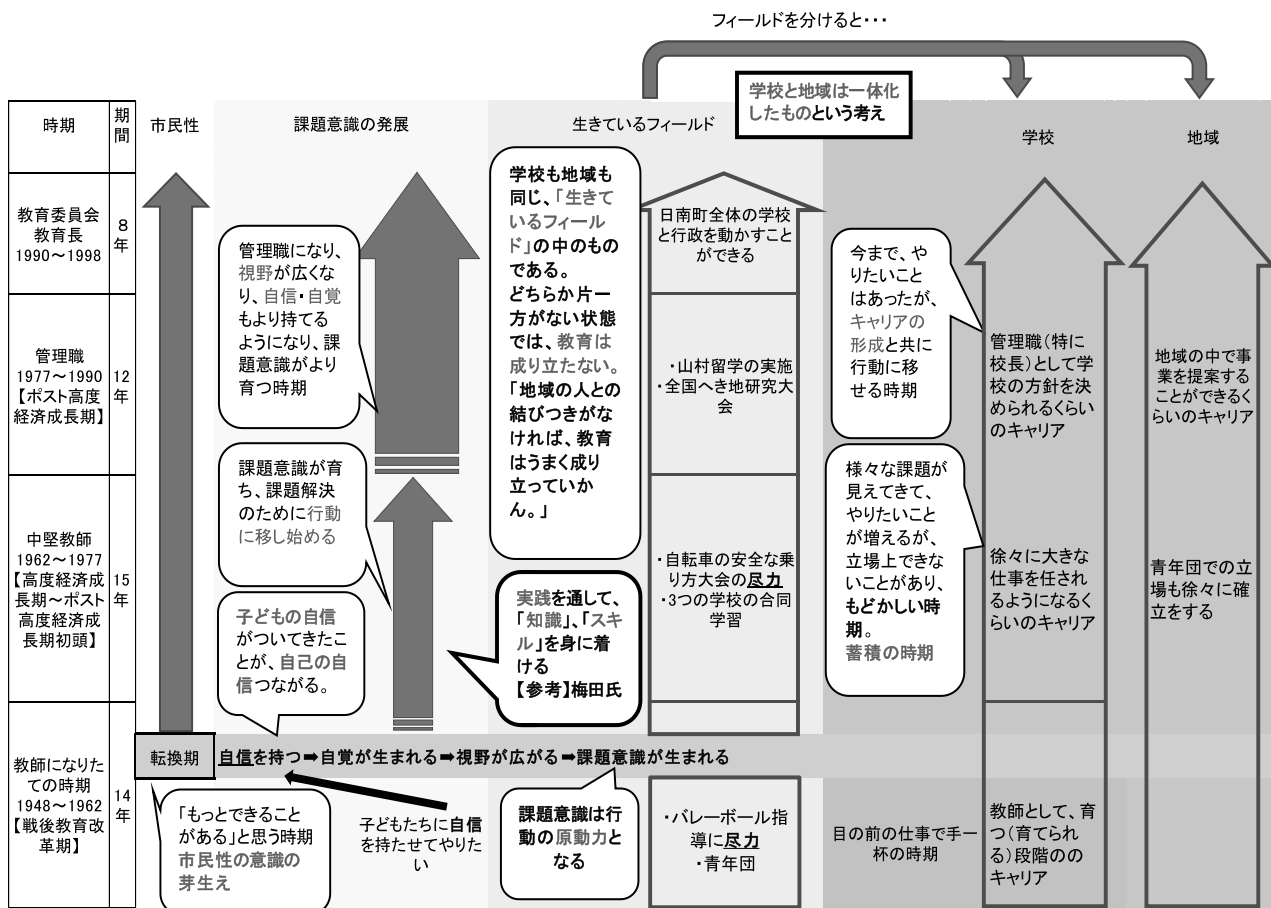 フィールドを分けると・・・
学校と地域は一体化
したものという考え
時期
期
間
市民性
課題意識の発展
生きているフィールド
学校
地域
教育委員会
教育長
1990～1998
8
年
管理職になり、
視野が広くな
り、自信・自覚
もより持てる
ようになり、課
題意識がより
育つ時期
学校も地域も
同じ、「生きて
いるフィール
ド」の中のもの
である。
どちらか片一
方がない状態
では、教育は
成り立たない。
「地域の人との
結びつきがな
ければ、教育
はうまく成り
立っていか
ん。」
日南町全体の学校
と行政を動かすこと
ができる
今まで、や
りたいこと
はあったが、
キャリアの
形成と共に
行動に移
せる時期
管理職
1977～1990
【ポスト高度
経済成長期】
12
年
・山村留学の実施
・全国へき地研究大
会
管理職（特に
校長）として学
校の方針を決
められるくらい
のキャリア
地域の中で事
業を提案する
ことができるく
らいのキャリア
中堅教師
1962～1977
【高度経済成
長期～ポスト
高度経済成
長期初頭】
15
年
課題意識が育
ち、課題解決
のために行動
に移し始める
子どもの自信
がついてきたこ
とが、自己の自
信つながる。
実践を通して、
「知識」、「スキ
ル」を身に着
ける
【参考】梅田氏
・自転車の安全な乗
り方大会の尽力
・3つの学校の合同
学習
様々な課題が
見えてきて、
やりたいこと
が増えるが、
立場上できな
いことがあり、
もどかしい時
期。
蓄積の時期
徐々に大きな
仕事を任され
るようになるく
らいのキャリア
青年団での立
場も徐々に確
立をする
教師になりた
ての時期
1948～1962
【戦後教育改
革期】
14
年
転換期
自信を持つ➡自覚が生まれる➡視野が広がる➡課題意識が生まれる
「もっとできること
がある」と思う時期
市民性の意識の
芽生え
子どもたちに自信
を持たせてやりた
い
課題意識は行
動の原動力と
なる
・バレーボール指
導に尽力
・青年団
目の前の仕事で手一
杯の時期
教師として、育
つ（育てられ
る）段階のの
キャリア